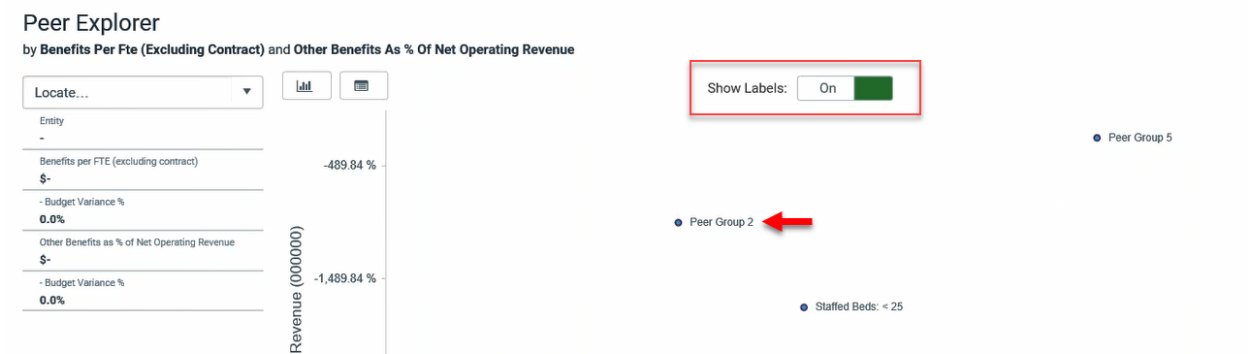 Peer Explorer
by Benefits Per Fte (Excluding Contract) and Other Benefits As % Of Net Operating Revenue
Locate...
Show Labels: On
Entity
-
Benefits per FTE (excluding contract)
$-
- Budget Variance %
0.0%
Other Benefits as % of Net Operating Revenue
$-
- Budget Variance %
0.0%
Revenue (000000)
-489.84 %
-1,489.84 %
Peer Group 5
Peer Group 2
Staffed Beds: < 25